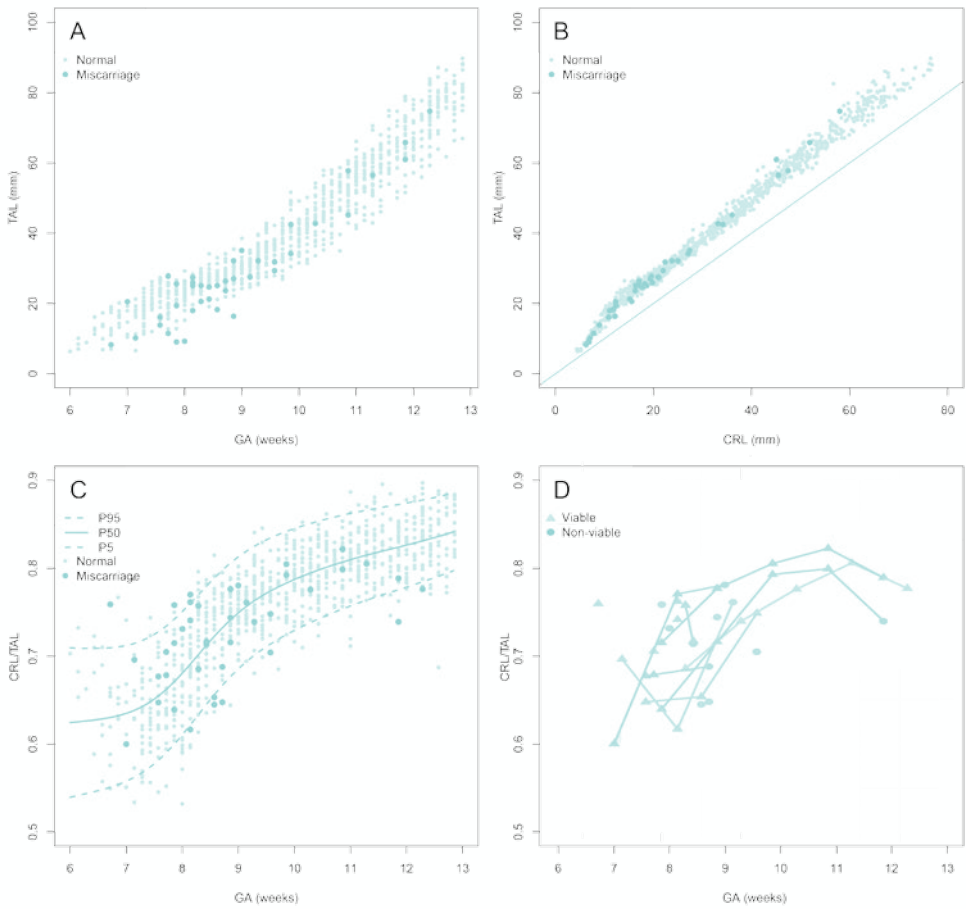 A
Normal
Miscarriage
TAL (mm)
100
80
60
40
20
0
6 7 8 9 10 11 12 13
GA (weeks)
B
Normal
Miscarriage
TAL (mm)
100
80
60
40
20
0
0 20 40 60 80
CRL (mm)
C
P95
P50
P5
Normal
Miscarriage
CRL/TAL
0.9
0.8
0.7
0.6
0.5
6 7 8 9 10 11 12 13
GA (weeks)
D
Viable
Non-viable
CRL/TAL
0.9
0.8
0.7
0.6
0.5
6 7 8 9 10 11 12 13
GA (weeks)